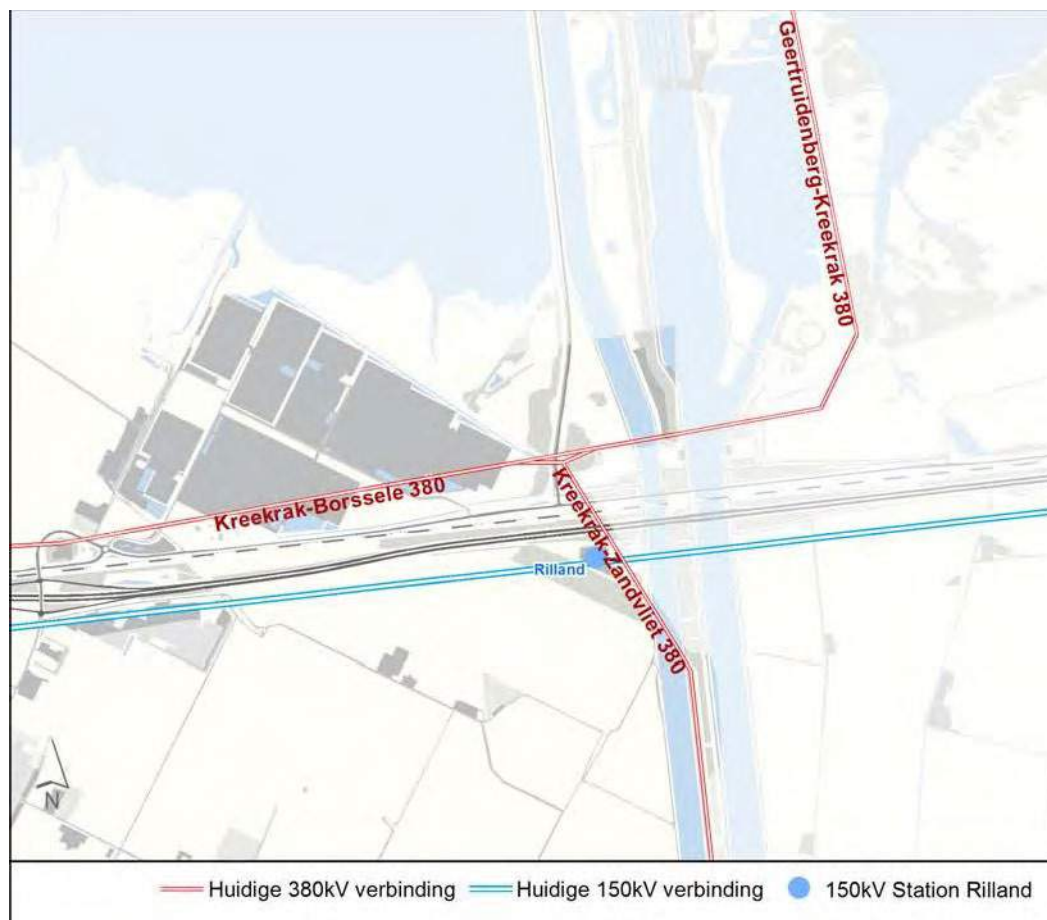 Geertruidenberg-Kreekrak 380
Kreekrak-Borssele 380
Kreekrak-Zandvliet 380
Rilland
N
Huidige 380kV verbinding
Huidige 150kV verbinding
150kV Station Rilland